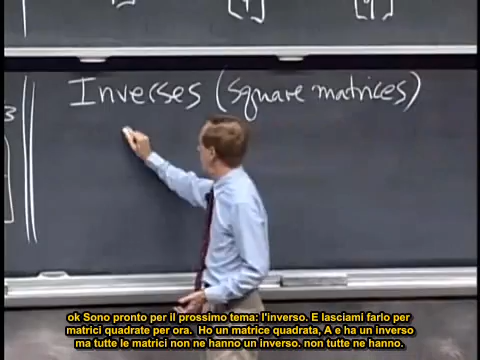 Inverses (square matrices)
ok Sono pronto per il prossimo tema: l'inverso. E lasciami farlo per
matrici quadrate per ora. Ho un matrice quadrata, A e ha un inverso
ma tutte le matrici non ne hanno un inverso. non tutte ne hanno.